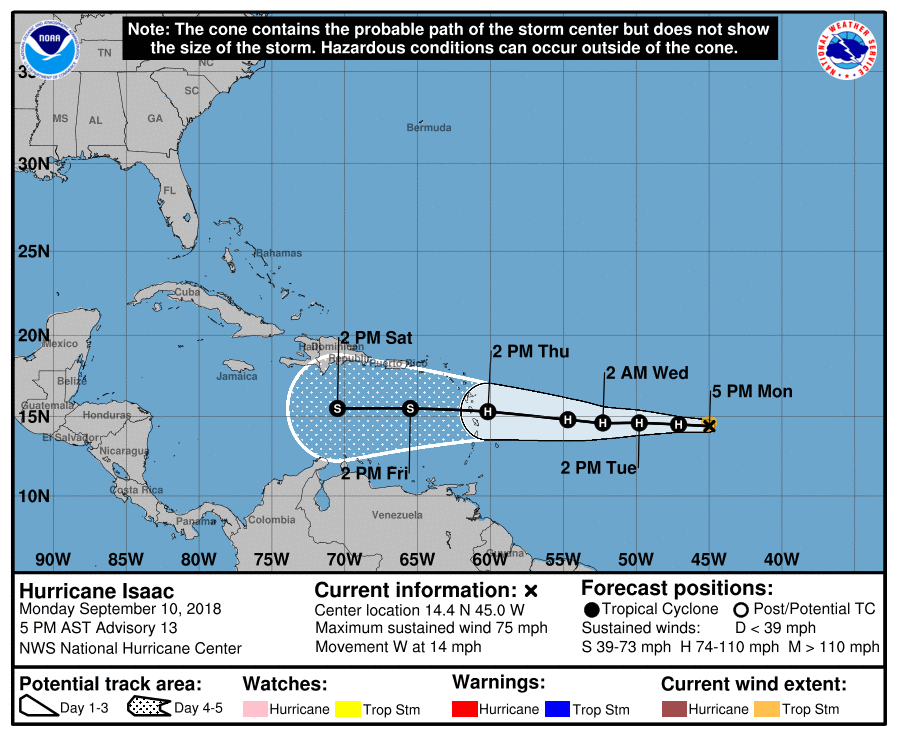 Note: The cone contains the probable path of the storm center but does not show
the size of the storm. Hazardous conditions can occur outside of the cone.
NOAA
NATIONAL WEATHER SERVICE
TN
NC
35
SC
MS
AL
GA
Bermuda
30N
FL
25N
Bahamas
Cuba
20N
2 PM Sat
Mexico
Dominican
Republic
Puerto Rico
2 PM Thu
Jamaica
Belize
2 AM Wed
5 PM Mon
Guatemala
Honduras
15N
S
S
H
H
H
H
H
El Salvador
Nicaragua
2 PM Fri
2 PM Tue
Costa Rica
10N
Panama
Colombia
Venezuela
Guyana
90W 85W 80W 75W 70W 65W 60W 55W 50W 45W 40W
Hurricane Isaac
Monday September 10, 2018
5 PM AST Advisory 13
NWS National Hurricane Center
Current information:
Center location 14.4 N 45.0 W
Maximum sustained wind 75 mph
Movement W at 14 mph
Forecast positions:
Tropical Cyclone Post/Potential TC
Sustained winds: D < 39 mph
S 39-73 mph H 74-110 mph M > 110 mph
Potential track area:
Day 1-3 Day 4-5
Watches:
Hurricane Trop Stm
Warnings:
Hurricane Trop Stm
Current wind extent:
Hurricane Trop Stm